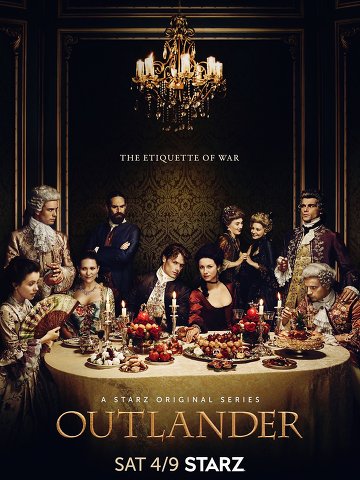 THE ETIQUETTE OF WAR
A STARZ ORIGINAL SERIES
OUTLANDER
SAT 4/9 STARZ